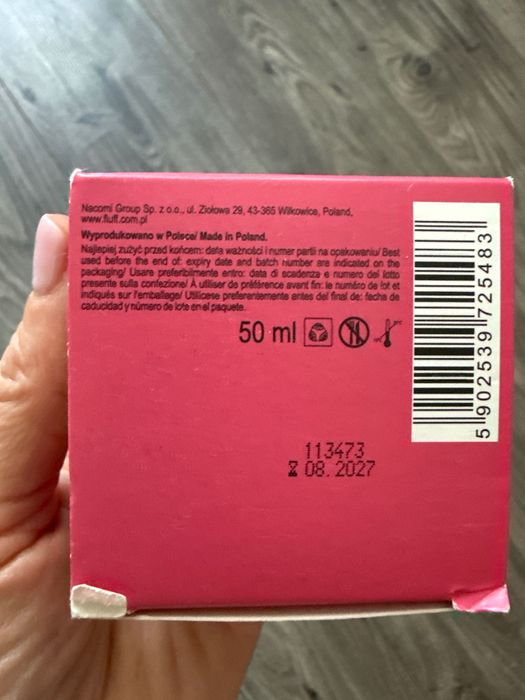 Nacomi Group Sp. z o.o., ul. Ziołowa 29, 43-365 Wilkowice, Poland,
www.fluff.com.pl
Wyprodukowano w Polsce/ Made in Poland.
Najlepiej zużyć przed końcem: data ważności i numer partii na opakowaniu/ Best
used before the end of: expiry date and batch number are indicated on the
packaging/ Usare preferibilmente entro: data di scadenza e numero del lotto
presente sulla confezione/ À utiliser de préférence avant fin: le numéro de lot et
indiqués sur l'emballage/ Utilícese preferentemente antes del final de: fecha de
caducidad y número de lote en el paquete.
50 ml
113473
08.2027
5 902539 725483